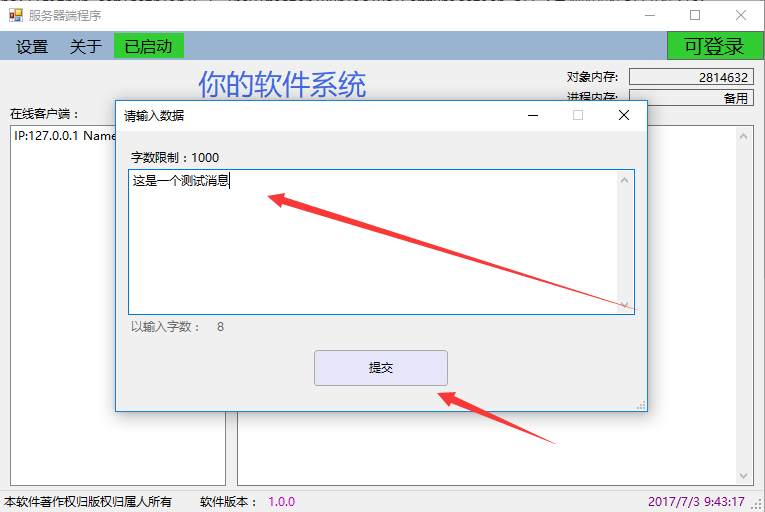 服务器端程序
设置 关于 已启动 可登录
你的软件系统
对象内存: 2814632
进程内存: 备用
在线客户端：
IP:127.0.0.1 Name
请输入数据
字数限制：1000
这是一个测试消息
以输入字数： 8
提交
本软件著作权归版权归属人所有 软件版本： 1.0.0 2017/7/3 9:43:17